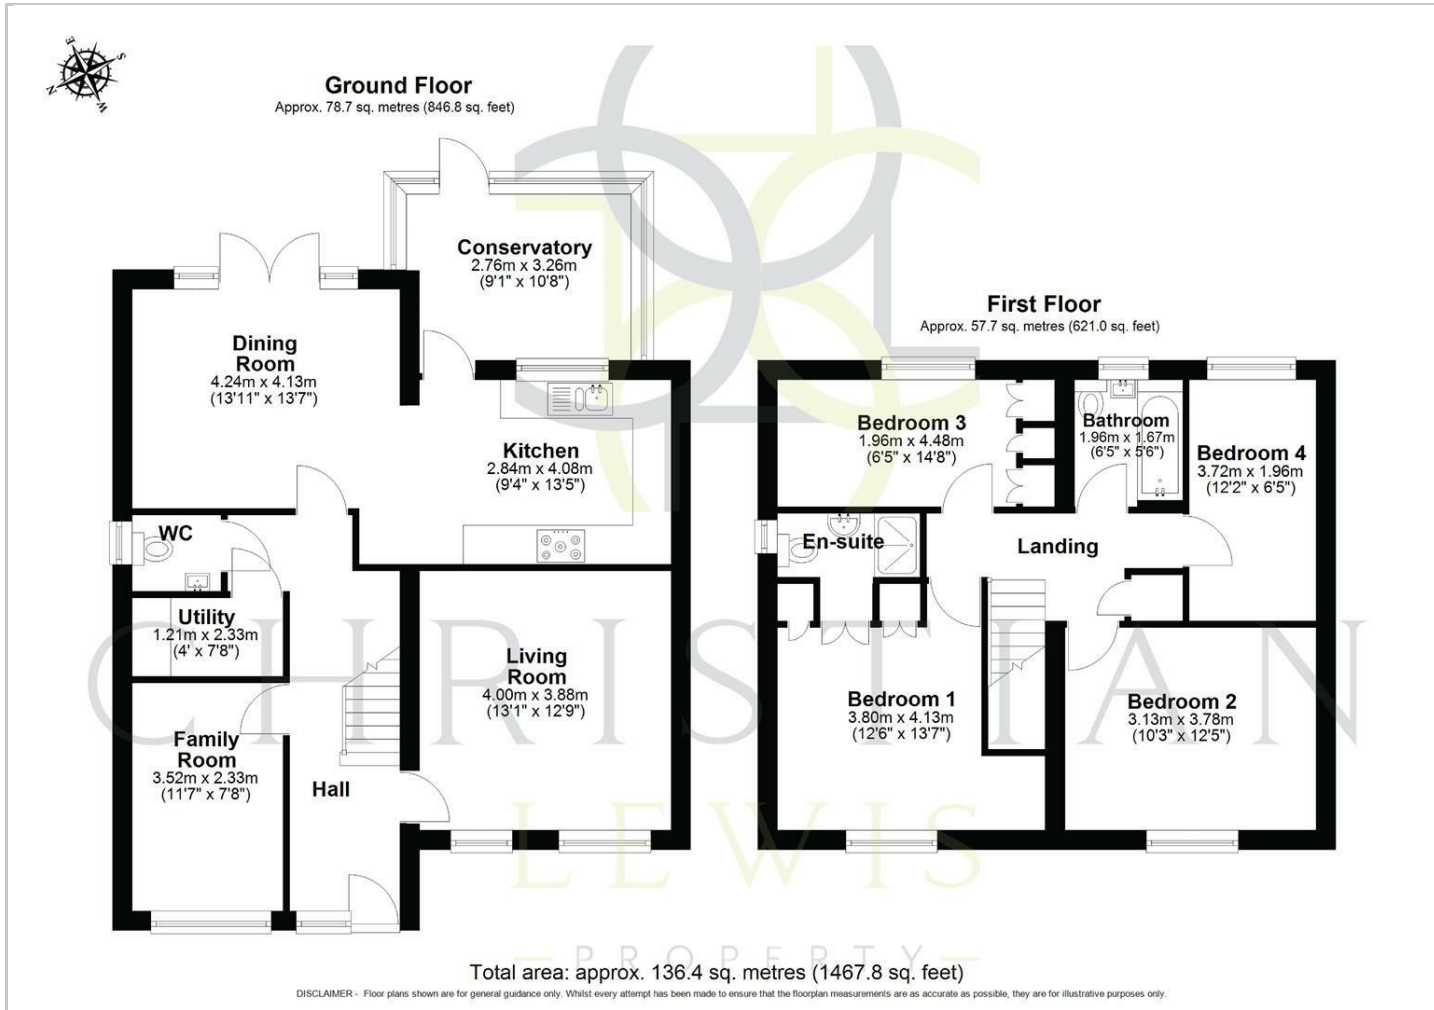 E
S
N
W
Ground Floor
Approx. 78.7 sq. metres (846.8 sq. feet)
Conservatory
2.76m x 3.26m
(9'1" x 10'8")
Dining
Room
4.24m x 4.13m
(13'11" x 13'7")
Kitchen
2.84m x 4.08m
(9'4" x 13'5")
WC
Utility
1.21m x 2.33m
(4' x 7'8")
Living
Room
4.00m x 3.88m
(13'1" x 12'9")
Family
Room
3.52m x 2.33m
(11'7" x 7'8")
Hall
First Floor
Approx. 57.7 sq. metres (621.0 sq. feet)
Bedroom 3
1.96m x 4.48m
(6'5" x 14'8")
Bathroom
1.96m x 1.67m
(6'5" x 5'6")
Bedroom 4
3.72m x 1.96m
(12'2" x 6'5")
En-suite
Landing
Bedroom 1
3.80m x 4.13m
(12'6" x 13'7")
Bedroom 2
3.13m x 3.78m
(10'3" x 12'5")
CHRISTIAN
LEWIS
PROPERTY
Total area: approx. 136.4 sq. metres (1467.8 sq. feet)
DISCLAIMER - Floor plans shown are for general guidance only. Whilst every attempt has been made to ensure that the floorplan measurements are as accurate as possible, they are for illustrative purposes only.